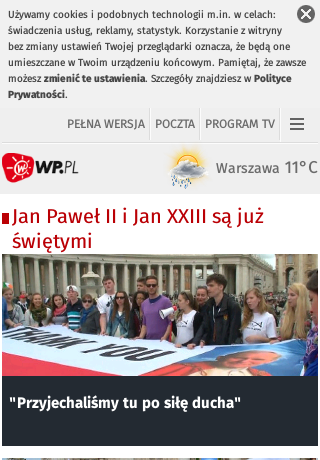 Używamy cookies i podobnych technologii m.in. w celach:
świadczenia usług, reklamy, statystyk. Korzystanie z witryny
bez zmiany ustawień Twojej przeglądarki oznacza, że będą one
umieszczane w Twoim urządzeniu końcowym. Pamiętaj, że zawsze
możesz zmienić te ustawienia. Szczegóły znajdziesz w Polityce
Prywatności.
PEŁNA WERSJA POCZTA PROGRAM TV
WP.PL Warszawa 11°C
Jan Paweł II i Jan XXIII są już
świętymi
THANK YOU
"Przyjechaliśmy tu po siłę ducha"